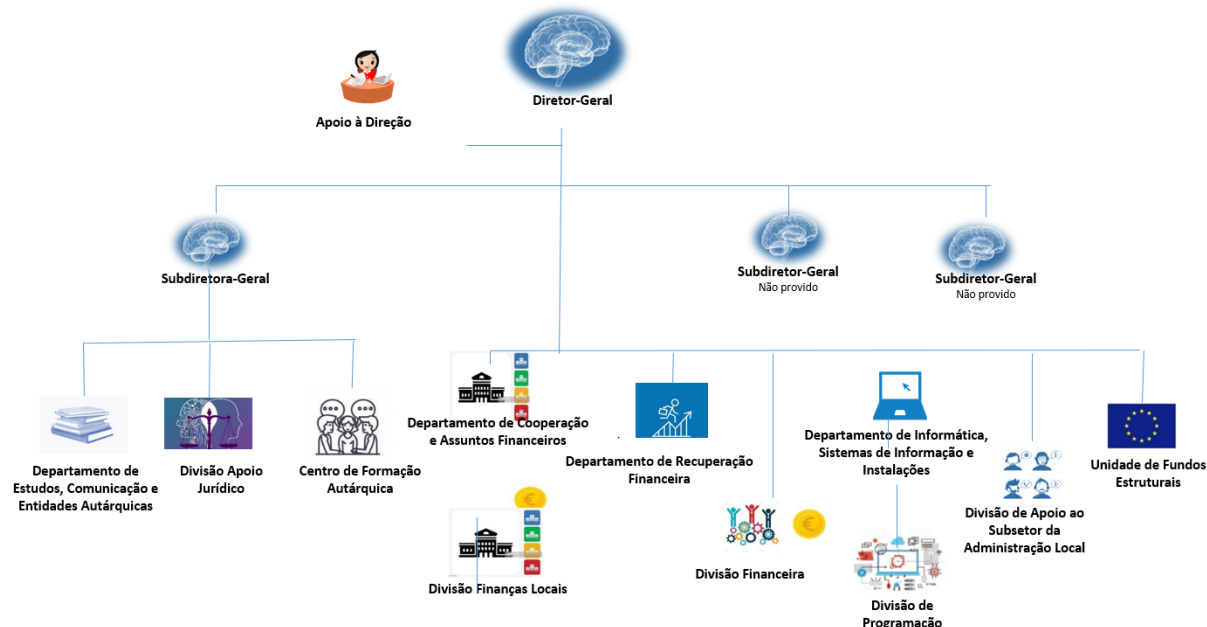 Diretor-Geral
Apoio à Direção
Subdiretora-Geral
Subdiretor-Geral
Não provido
Subdiretor-Geral
Não provido
Departamento de
Estudos, Comunicação e
Entidades Autárquicas
Divisão Apoio
Jurídico
Centro de Formação
Autárquica
Departamento de Cooperação
e Assuntos Financeiros
Departamento de Recuperação
Financeira
Departamento de Informática,
Sistemas de Informação e
Instalações
Unidade de Fundos
Estruturais
Divisão de Apoio ao
Subsetor da
Administração Local
Divisão Finanças Locais
Divisão Financeira
Divisão de
Programação